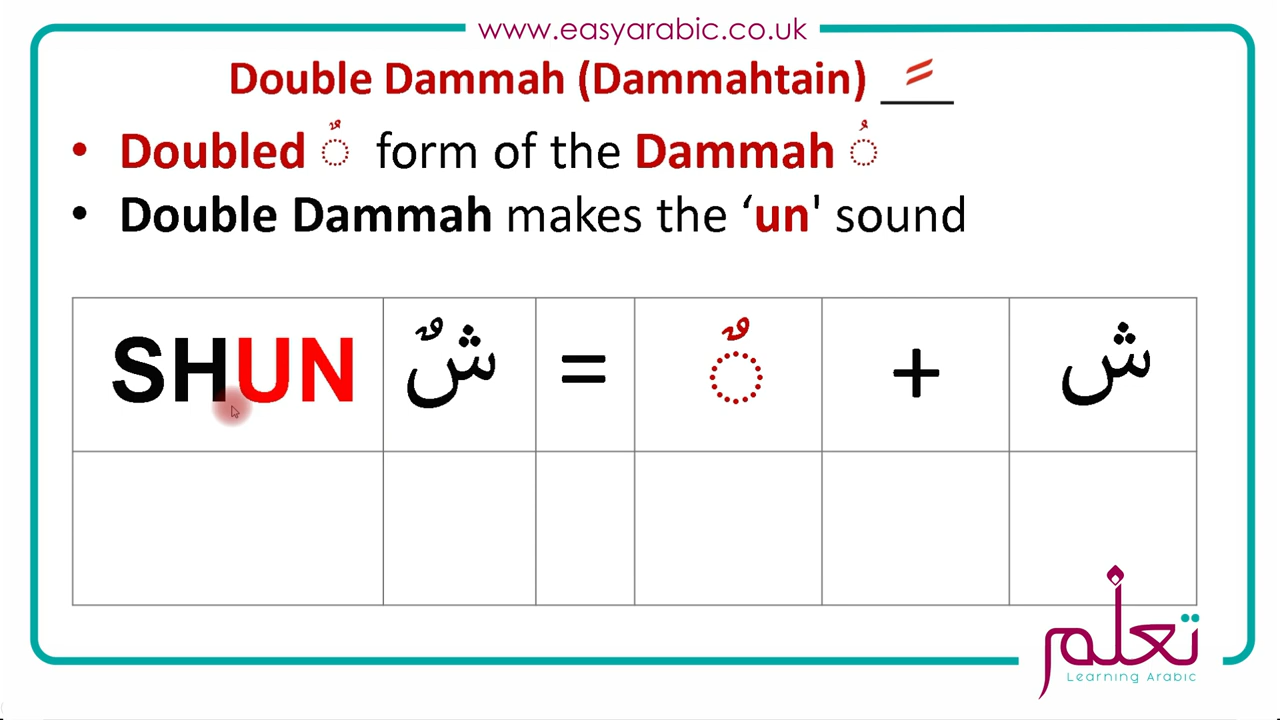 www.easyarabic.co.uk
Double Dammah (Dammahtain) ــًـ
• Doubled ◌ٌ form of the Dammah ◌ُ
• Double Dammah makes the ‘un' sound
SHUN شٌ = ◌ٌ + ش
تعلم
Learning Arabic